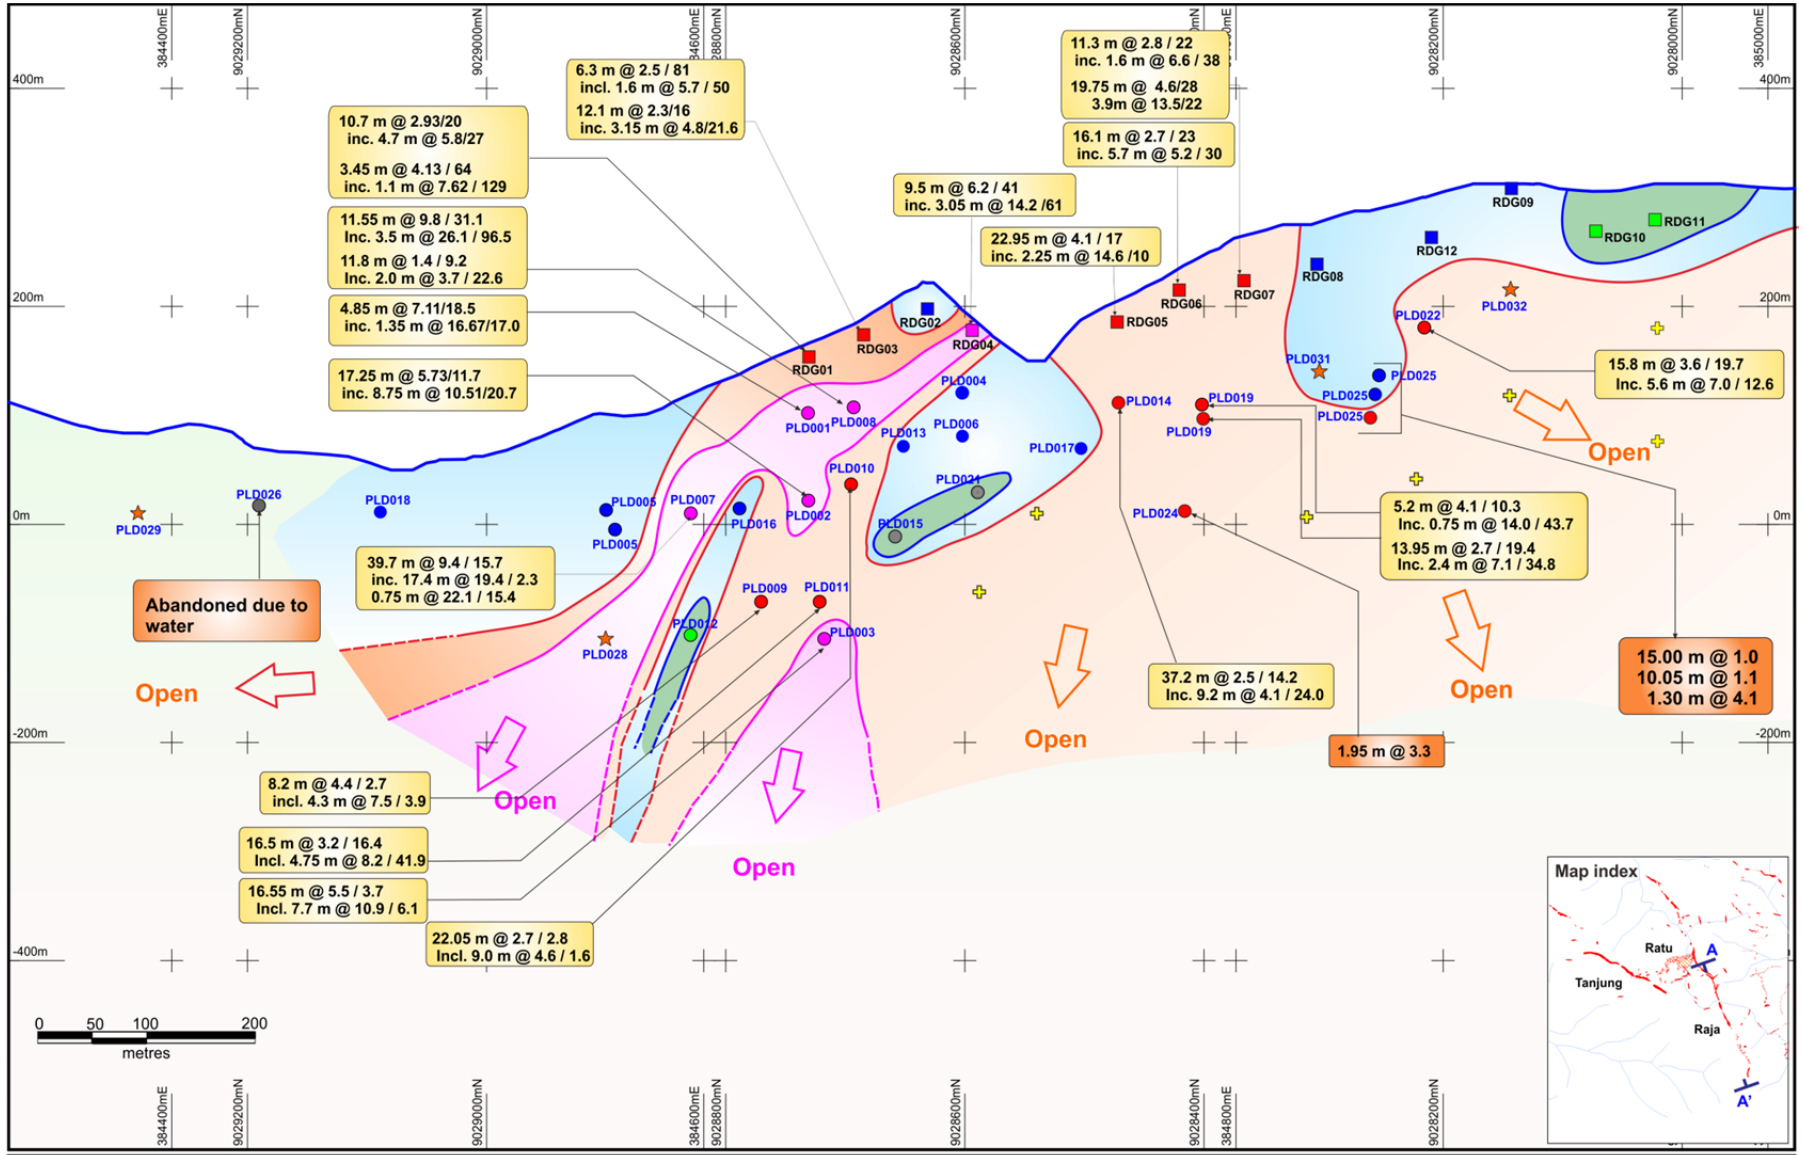 384400mE
9029200mN
9029000mN
384600mE
9028800mN
9028600mN
mN
mE
9028200mN
9028000mN
385000mE
400m
400m
11.3 m @ 2.8 / 22
inc. 1.6 m @ 6.6 / 38
19.75 m @ 4.6/28
3.9m @ 13.5/22
6.3 m @ 2.5 / 81
incl. 1.6 m @ 5.7 / 50
12.1 m @ 2.3/16
inc. 3.15 m @ 4.8/21.6
10.7 m @ 2.93/20
inc. 4.7 m @ 5.8/27
3.45 m @ 4.13 / 64
inc. 1.1 m @ 7.62 / 129
16.1 m @ 2.7 / 23
inc. 5.7 m @ 5.2 / 30
9.5 m @ 6.2 / 41
inc. 3.05 m @ 14.2 /61
11.55 m @ 9.8 / 31.1
Inc. 3.5 m @ 26.1 / 96.5
11.8 m @ 1.4 / 9.2
Inc. 2.0 m @ 3.7 / 22.6
22.95 m @ 4.1 / 17
inc. 2.25 m @ 14.6 /10
4.85 m @ 7.11/18.5
inc. 1.35 m @ 16.67/17.0
17.25 m @ 5.73/11.7
inc. 8.75 m @ 10.51/20.7
RDG09
RDG10
RDG11
RDG12
RDG08
RDG07
RDG06
RDG05
RDG02
RDG04
RDG03
RDG01
200m
200m
PLD032
PLD022
PLD031
PLD025
PLD025
PLD025
15.8 m @ 3.6 / 19.7
Inc. 5.6 m @ 7.0 / 12.6
Open
PLD004
PLD006
PLD013
PLD001
PLD008
PLD017
PLD014
PLD019
PLD019
PLD010
PLD021
PLD015
PLD024
PLD026
PLD029
PLD018
PLD005
PLD005
PLD007
PLD016
PLD002
0m
0m
5.2 m @ 4.1 / 10.3
Inc. 0.75 m @ 14.0 / 43.7
13.95 m @ 2.7 / 19.4
Inc. 2.4 m @ 7.1 / 34.8
39.7 m @ 9.4 / 15.7
inc. 17.4 m @ 19.4 / 2.3
0.75 m @ 22.1 / 15.4
Abandoned due to
water
PLD009
PLD011
PLD012
PLD003
PLD028
Open
Open
37.2 m @ 2.5 / 14.2
Inc. 9.2 m @ 4.1 / 24.0
15.00 m @ 1.0
10.05 m @ 1.1
1.30 m @ 4.1
Open
1.95 m @ 3.3
-200m
-200m
8.2 m @ 4.4 / 2.7
incl. 4.3 m @ 7.5 / 3.9
Open
16.5 m @ 3.2 / 16.4
Incl. 4.75 m @ 8.2 / 41.9
Open
16.55 m @ 5.5 / 3.7
Incl. 7.7 m @ 10.9 / 6.1
22.05 m @ 2.7 / 2.8
Incl. 9.0 m @ 4.6 / 1.6
-400m
Map index
Ratu
A
Tanjung
Raja
A'
0 50 100 200
metres
384400mE
9029200mN
9029000mN
384600mE
9028800mN
9028600mN
9028400mN
384800mE
9028200mN